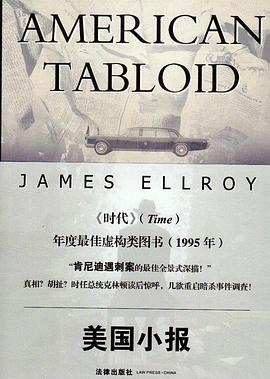 AMERICAN
TABLOID
JAMES ELLROY
《时代》(Time)
年度最佳虚构类图书（1995年）
“肯尼迪遇刺案的最佳全景式深描！”
真相？胡扯？时任总统克林顿读后惊呼，几欲重启暗杀事件调查！
美国小报
法律出版社 LAW PRESS·CHINA